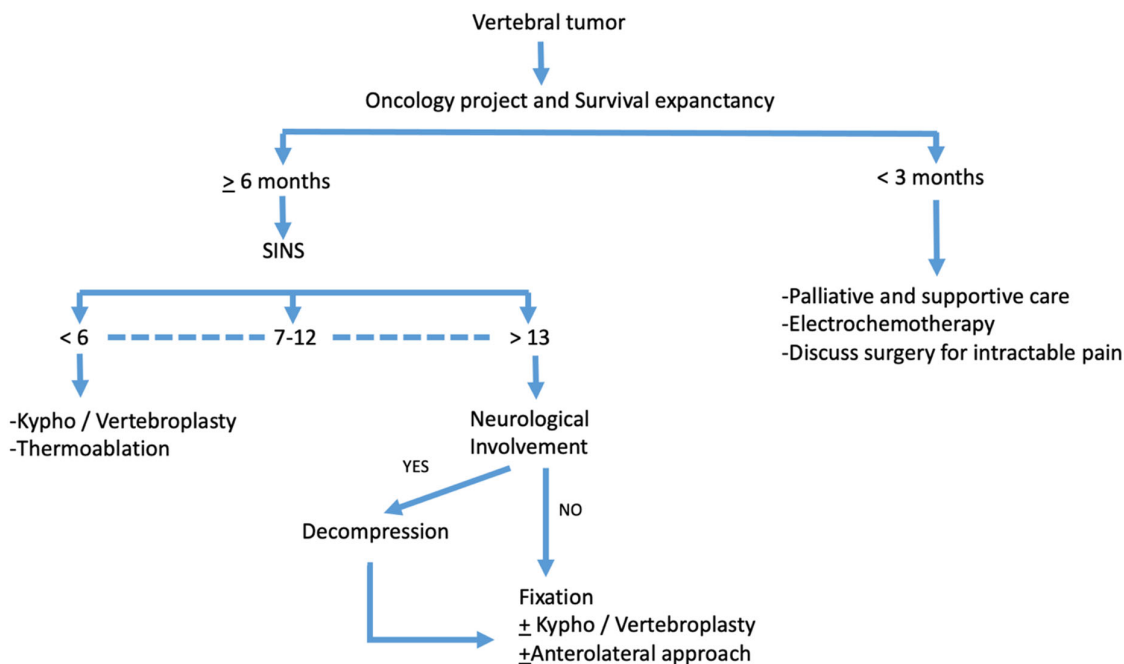 Vertebral tumor
Oncology project and Survival expanctancy
≥ 6 months
< 3 months
SINS
-Palliative and supportive care
-Electrochemotherapy
-Discuss surgery for intractable pain
< 6
7-12
> 13
-Kypho / Vertebroplasty
-Thermoablation
Neurological
Involvement
YES
NO
Decompression
Fixation
± Kypho / Vertebroplasty
±Anterolateral approach